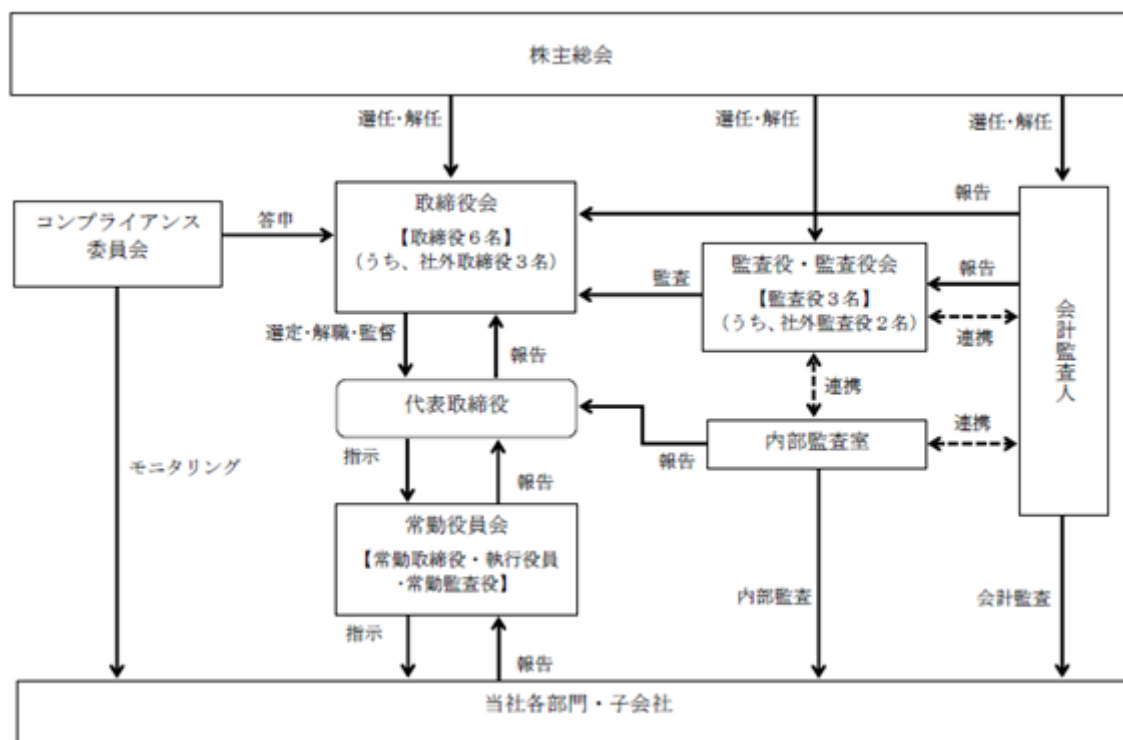 株主総会
選任・解任
選任・解任
選任・解任
取締役会
【取締役6名】
(うち、社外取締役3名)
報告
コンプライアンス
委員会
答申
監査役・監査役会
【監査役3名】
(うち、社外監査役2名)
監査
報告
連携
会計監査人
選定・解職・監督
報告
代表取締役
連携
内部監査室
報告
連携
モニタリング
指示
報告
常勤役員会
【常勤取締役・執行役員
・常勤監査役】
内部監査
会計監査
指示
報告
当社各部門・子会社